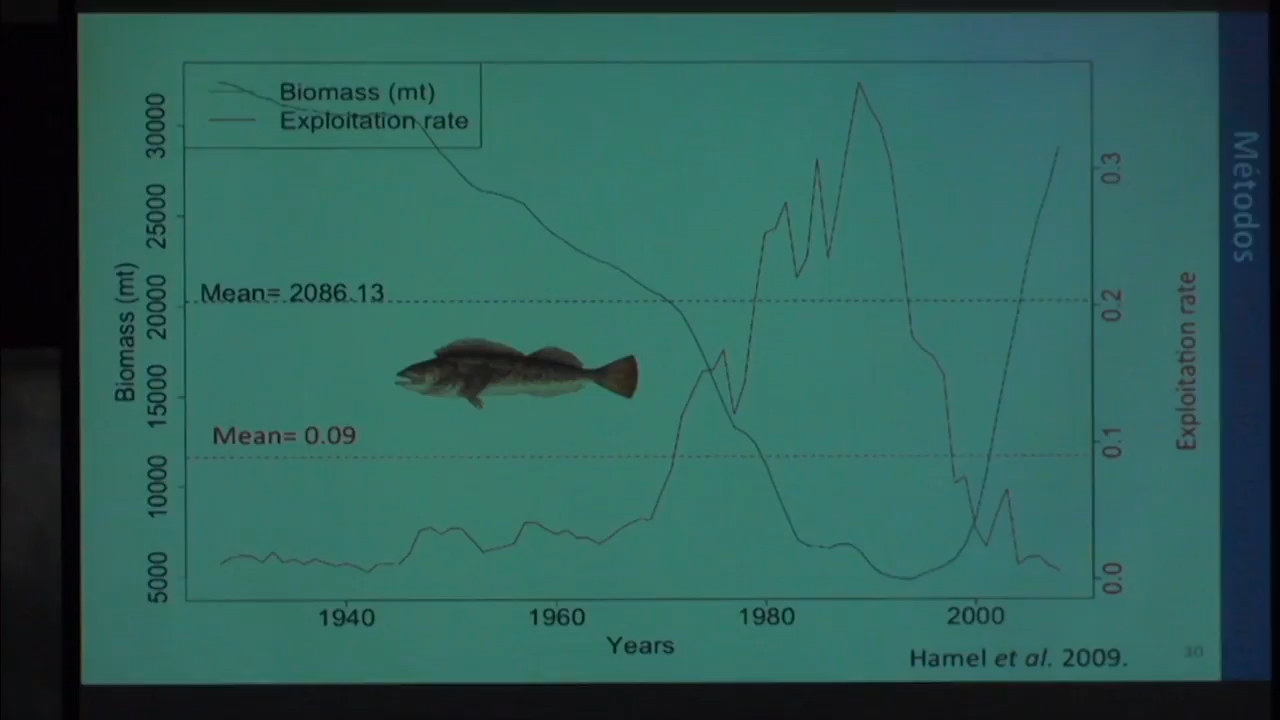 Biomass (mt)
Exploitation rate
30000
25000
20000
15000
10000
5000
Biomass (mt)
Mean= 2086.13
Mean= 0.09
0.3
0.2
0.1
0.0
Exploitation rate
1940
1960
1980
2000
Years
Hamel et al. 2009.
30
Métodos